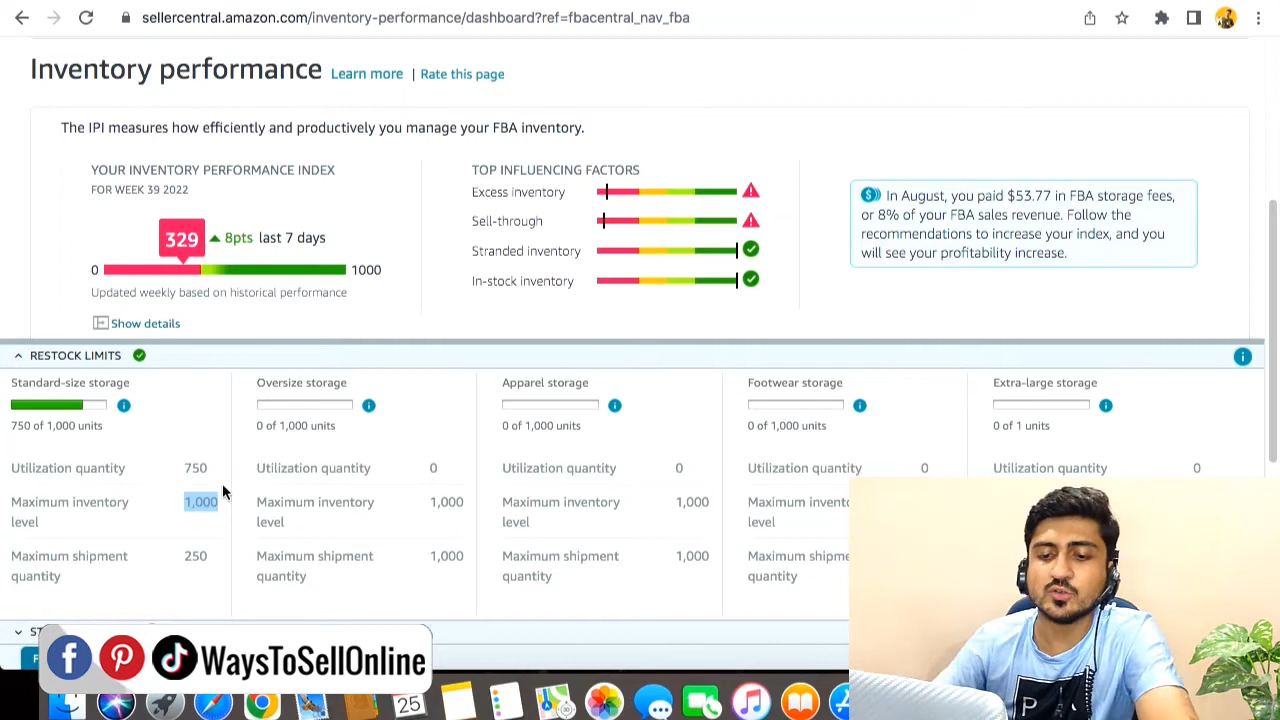 sellercentral.amazon.com/inventory-performance/dashboard?ref=fbacentral_nav_fba
Inventory performance Learn more | Rate this page
The IPI measures how efficiently and productively you manage your FBA inventory.
YOUR INVENTORY PERFORMANCE INDEX
FOR WEEK 39 2022
329 8pts last 7 days
0 1000
Updated weekly based on historical performance
Show details
TOP INFLUENCING FACTORS
Excess inventory
Sell-through
Stranded inventory
In-stock inventory
In August, you paid $53.77 in FBA storage fees,
or 8% of your FBA sales revenue. Follow the
recommendations to increase your index, and you
will see your profitability increase.
RESTOCK LIMITS
Standard-size storage
750 of 1,000 units
Utilization quantity 750
Maximum inventory 1,000
level
Maximum shipment 250
quantity
Oversize storage
0 of 1,000 units
Utilization quantity 0
Maximum inventory 1,000
level
Maximum shipment 1,000
quantity
Apparel storage
0 of 1,000 units
Utilization quantity 0
Maximum inventory 1,000
level
Maximum shipment 1,000
quantity
Footwear storage
0 of 1,000 units
Utilization quantity 0
Maximum
level
Maximum
quantity
Extra-large storage
0 of 1 units
Utilization quantity 0
WaysToSellOnline
25